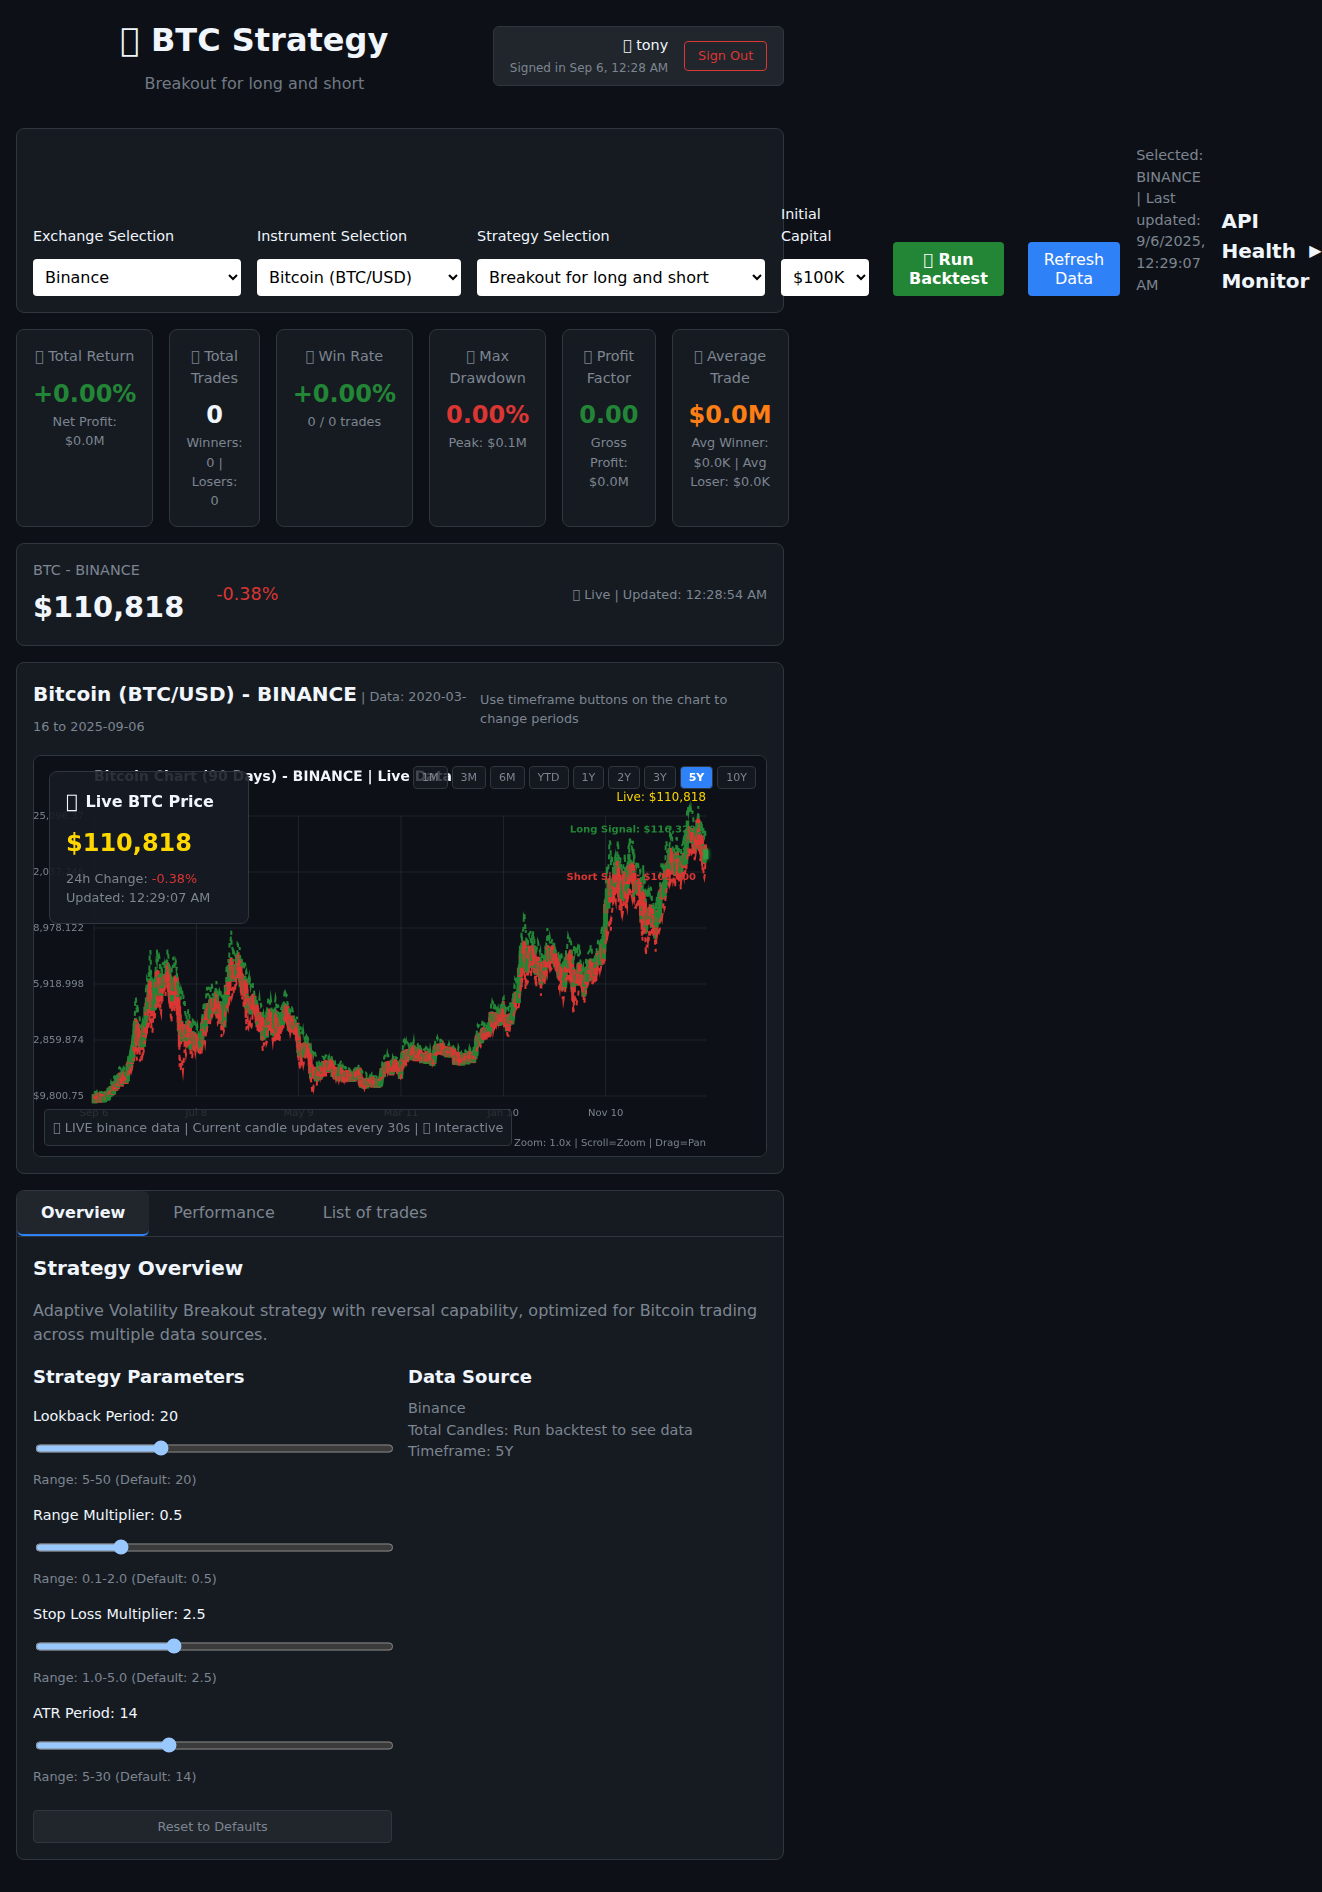 BTC Strategy
Breakout for long and short
tony
Signed in Sep 6, 12:28 AM
Sign Out
Exchange Selection
Binance
Instrument Selection
Bitcoin (BTC/USD)
Strategy Selection
Breakout for long and short
Initial
Capital
$100K
Run
Backtest
Refresh
Data
Selected:
BINANCE
| Last
updated:
9/6/2025,
12:29:07
AM
API
Health ▶
Monitor
Total Return
+0.00%
Net Profit:
$0.0M
Total
Trades
0
Winners:
0 |
Losers:
0
Win Rate
+0.00%
0 / 0 trades
Max
Drawdown
0.00%
Peak: $0.1M
Profit
Factor
0.00
Gross
Profit:
$0.0M
Average
Trade
$0.0M
Avg Winner:
$0.0K | Avg
Loser: $0.0K
BTC - BINANCE
$110,818
-0.38%
Live | Updated: 12:28:54 AM
Bitcoin (BTC/USD) - BINANCE | Data: 2020-03-
16 to 2025-09-06
Use timeframe buttons on the chart to
change periods
Bitcoin Chart (90 Days) - BINANCE | Live Data
1M 3M 6M YTD 1Y 2Y 3Y 5Y 10Y
Live: $110,818
Live BTC Price
$110,818
24h Change: -0.38%
Updated: 12:29:07 AM
Long Signal:
Short
8,978.122
5,918.998
2,859.874
$9,800.75
Sep 6 Jul 8 May 9 Mar 11 Jan 10 Nov 10
LIVE binance data | Current candle updates every 30s | Interactive
Zoom: 1.0x | Scroll=Zoom | Drag=Pan
Overview
Performance
List of trades
Strategy Overview
Adaptive Volatility Breakout strategy with reversal capability, optimized for Bitcoin trading
across multiple data sources.
Strategy Parameters
Lookback Period: 20
Range: 5-50 (Default: 20)
Range Multiplier: 0.5
Range: 0.1-2.0 (Default: 0.5)
Stop Loss Multiplier: 2.5
Range: 1.0-5.0 (Default: 2.5)
ATR Period: 14
Range: 5-30 (Default: 14)
Reset to Defaults
Data Source
Binance
Total Candles: Run backtest to see data
Timeframe: 5Y